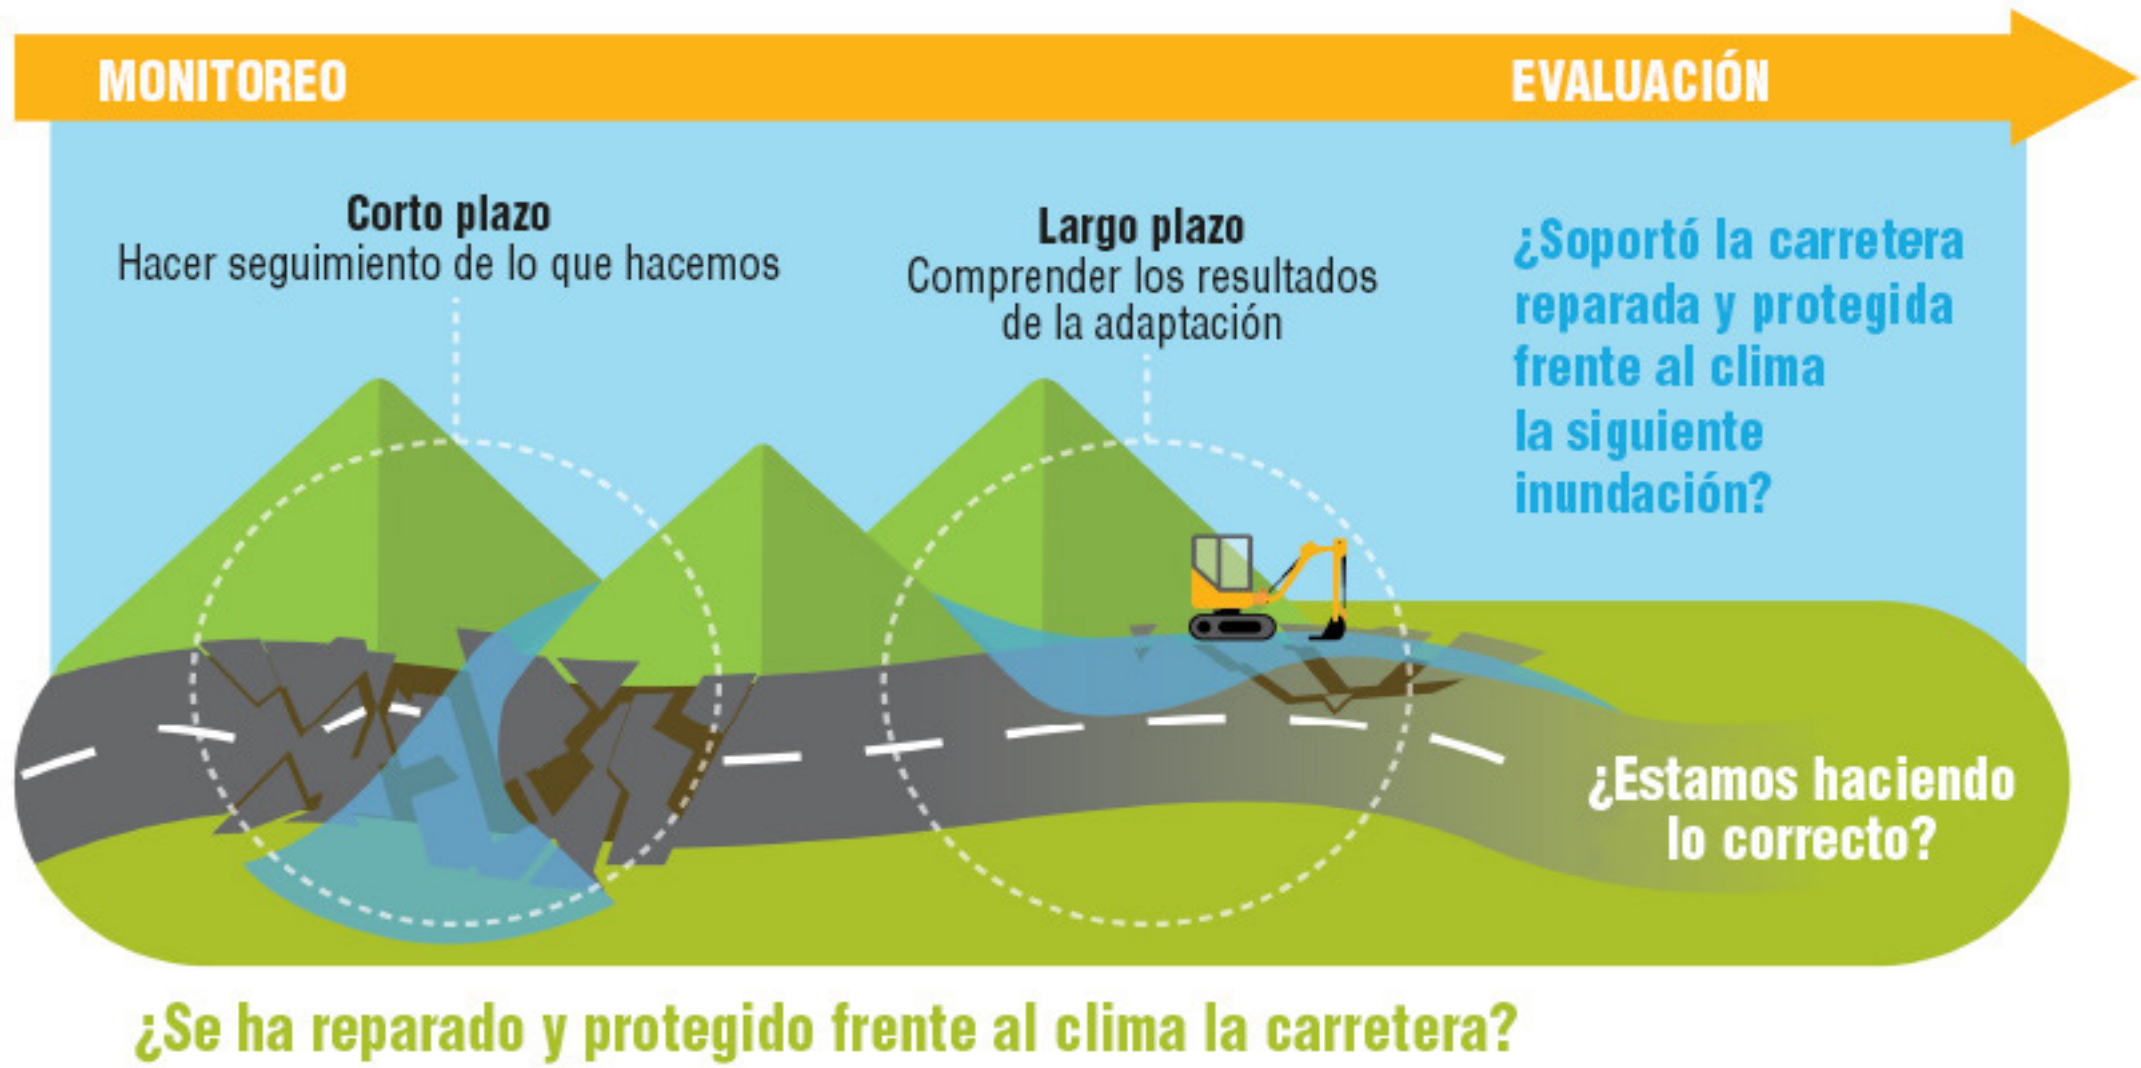 MONITOREO
EVALUACIÓN
Corto plazo
Hacer seguimiento de lo que hacemos
Largo plazo
Comprender los resultados
de la adaptación
¿Soportó la carretera
reparada y protegida
frente al clima
la siguiente
inundación?
¿Estamos haciendo
lo correcto?
¿Se ha reparado y protegido frente al clima la carretera?